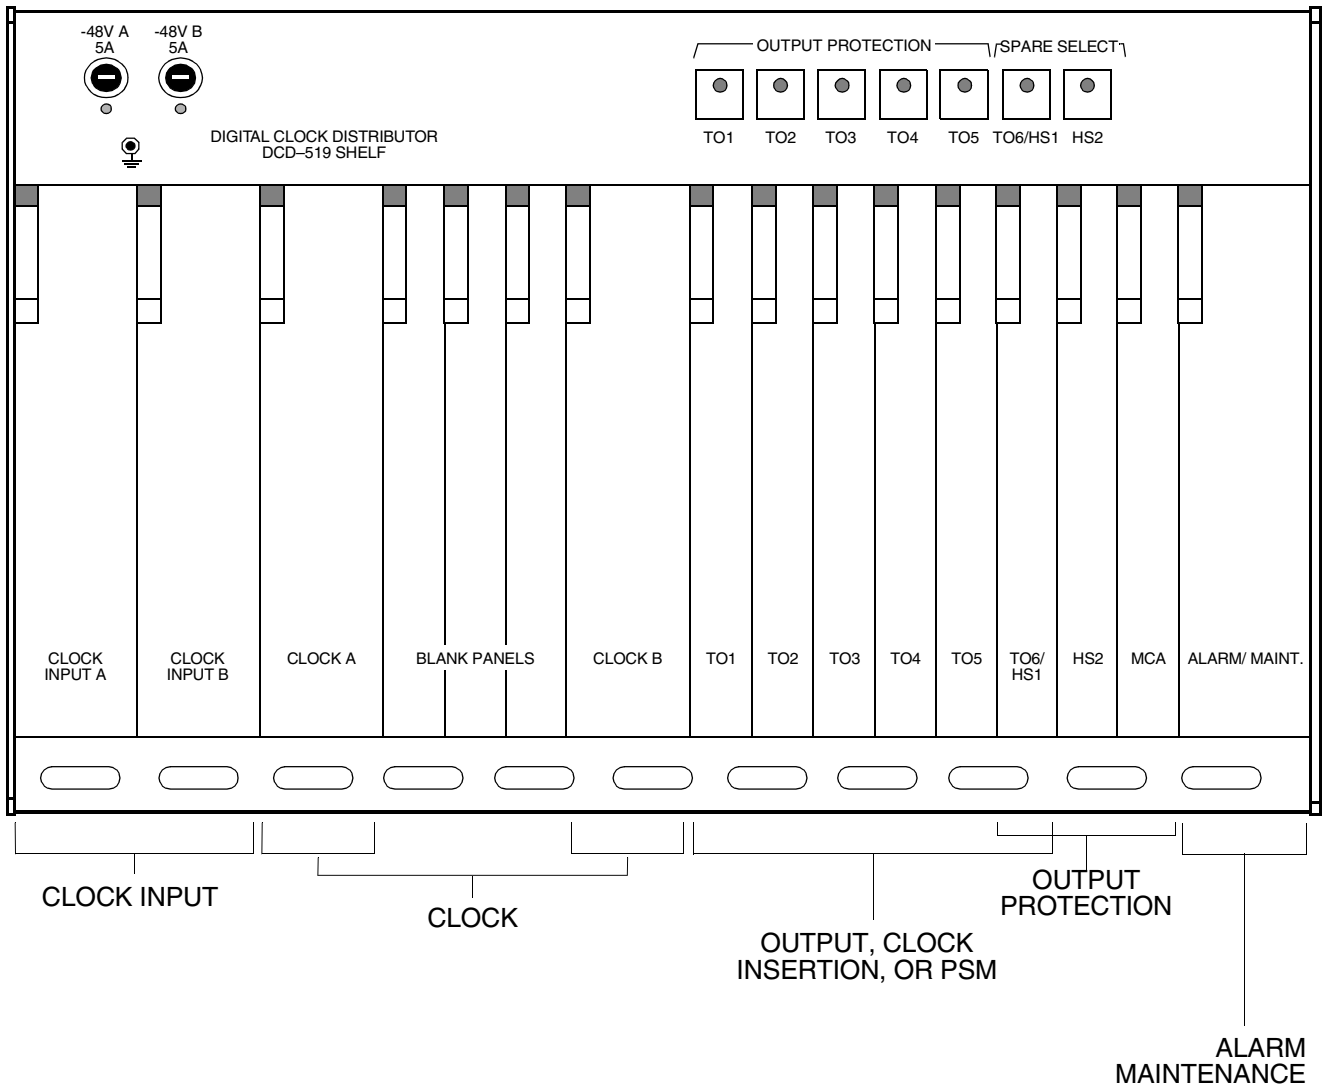 -48V A -48V B
5A 5A
OUTPUT PROTECTION SPARE SELECT
TO1 TO2 TO3 TO4 TO5 TO6/HS1 HS2
DIGITAL CLOCK DISTRIBUTOR
DCD–519 SHELF
CLOCK
INPUT A
CLOCK
INPUT B
CLOCK A
BLANK PANELS
CLOCK B
TO1
TO2
TO3
TO4
TO5
TO6/
HS1
HS2
MCA
ALARM/ MAINT.
CLOCK INPUT
CLOCK
OUTPUT, CLOCK
INSERTION, OR PSM
OUTPUT
PROTECTION
ALARM
MAINTENANCE